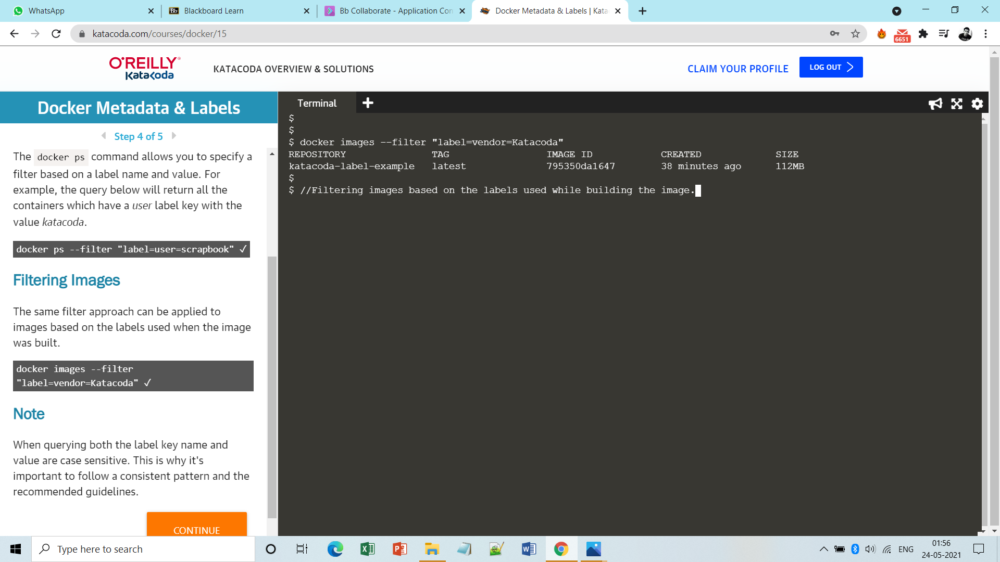 WhatsApp
Blackboard Learn
Bb Collaborate - Application Con
Docker Metadata & Labels | Kata
katacoda.com/courses/docker/15
6651
O'REILLY®
Katacoda
KATACODA OVERVIEW & SOLUTIONS
CLAIM YOUR PROFILE
LOG OUT
Docker Metadata & Labels
Step 4 of 5
The docker ps command allows you to specify a
filter based on a label name and value. For
example, the query below will return all the
containers which have a user label key with the
value katacoda.
docker ps --filter "label=user=scrapbook" ✓
Filtering Images
The same filter approach can be applied to
images based on the labels used when the image
was built.
docker images --filter
"label=vendor=Katacoda" ✓
Note
When querying both the label key name and
value are case sensitive. This is why it's
important to follow a consistent pattern and the
recommended guidelines.
CONTINUE
Terminal
$
$
$ docker images --filter "label=vendor=Katacoda"
REPOSITORY TAG IMAGE ID CREATED SIZE
katacoda-label-example latest 795350da1647 38 minutes ago 112MB
$
$ //Filtering images based on the labels used while building the image.
Type here to search
ENG
01:56
24-05-2021